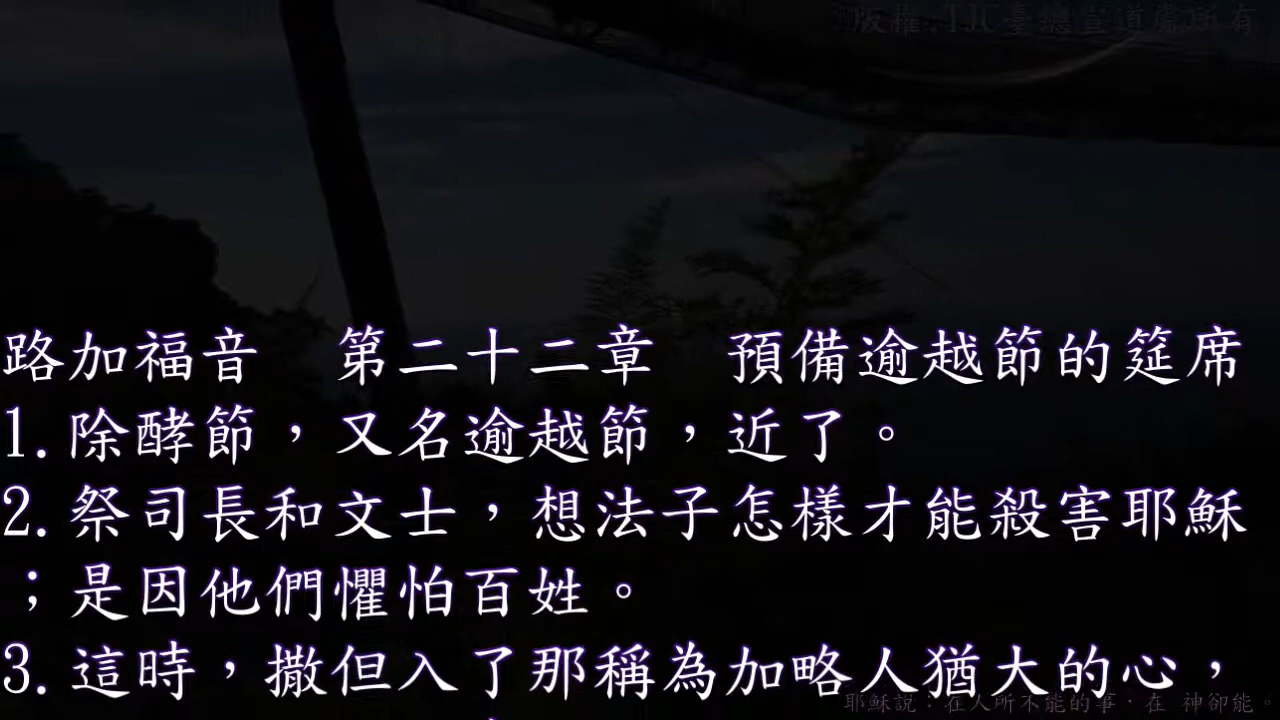 版權:TJC臺總宣道處所有
路加福音　第二十二章　預備逾越節的筵席
1.除酵節，又名逾越節，近了。
2.祭司長和文士，想法子怎樣才能殺害耶穌
；是因他們懼怕百姓。
3.這時，撒但入了那稱為加略人猶大的心，
耶穌說：在人所不能的事，在 神卻能。